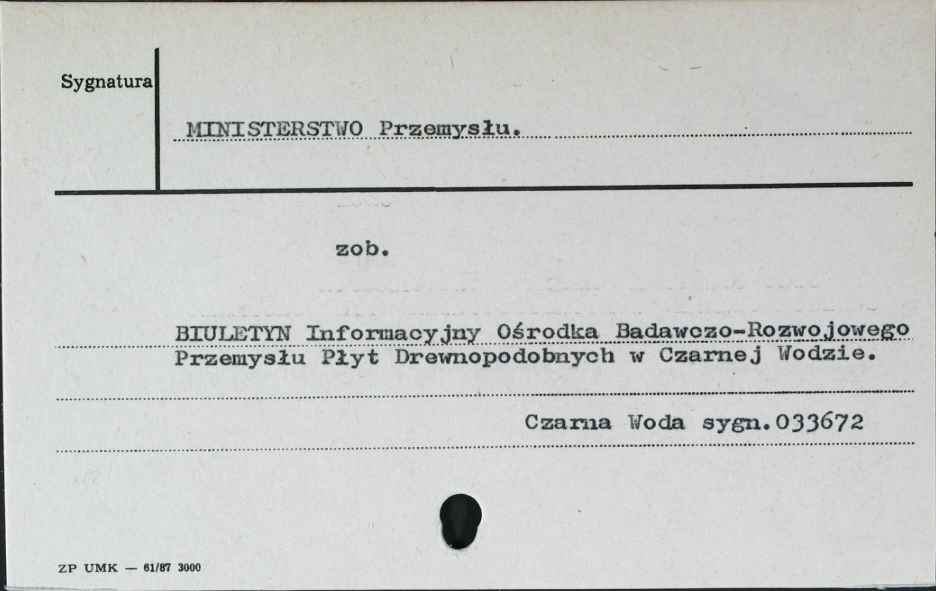 Sygnatura
MINISTERSTWO Przemysłu.
zob.
BIULETYN Informacyjny Ośrodka Badawczo-Rozwojowego
Przemysłu Płyt Drewnopodobnych w Czarnej Wodzie.
Czarna Woda sygn.033672
ZP UMK — 61/87 3000